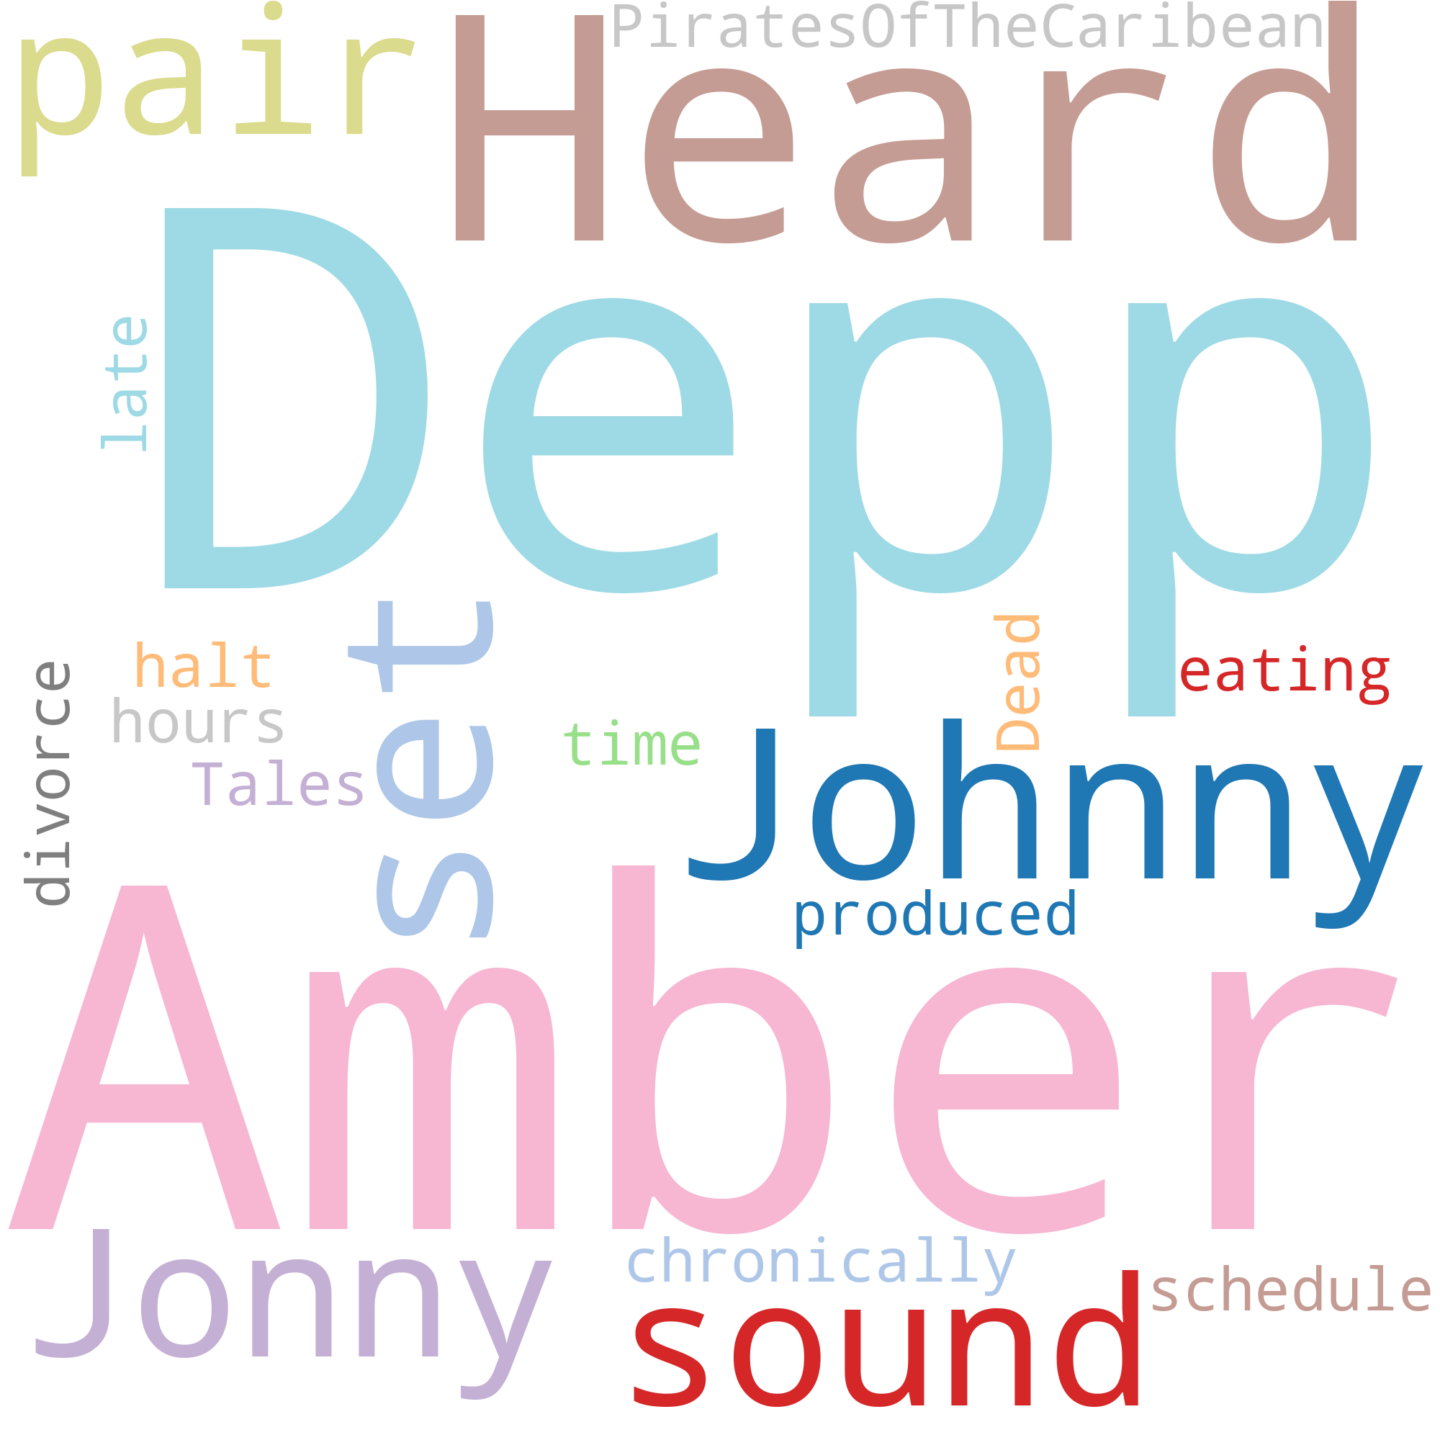 PiratesOfTheCaribean
pair
Heard
Depp
late
set
halt
Dead
eating
divorce
hours
time
Tales
Johnny
produced
Amber
Jonny
chronically
schedule
sound